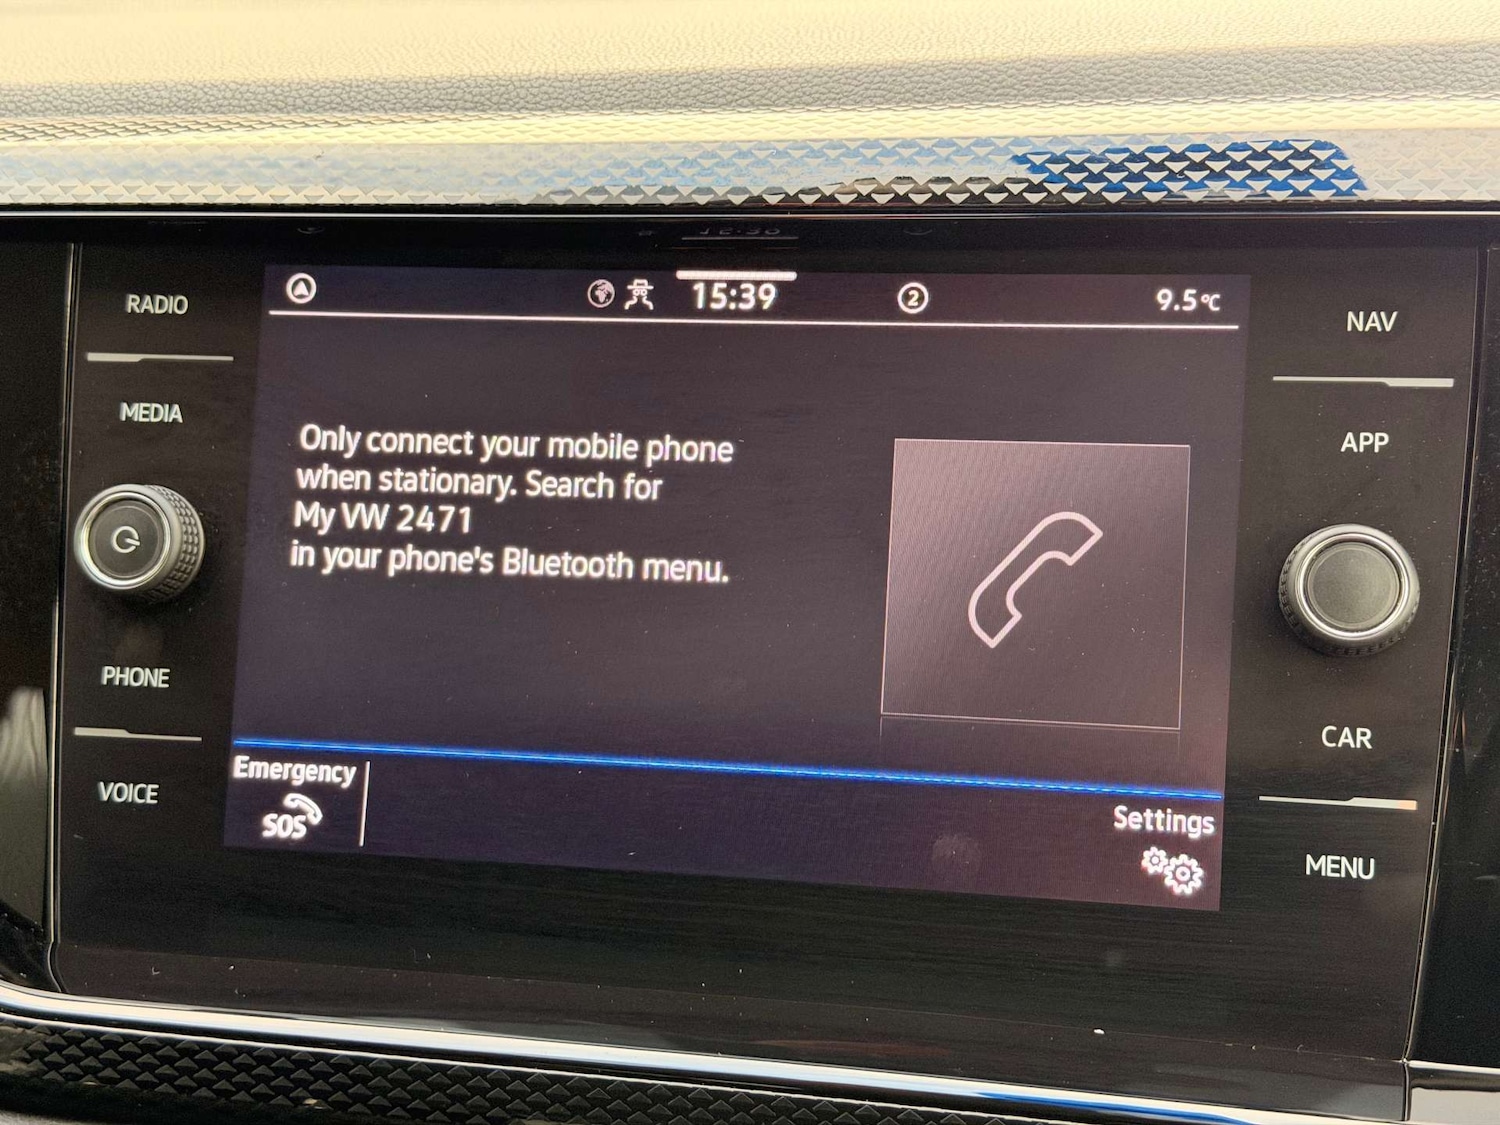 15:39
2
9.5°C
RADIO
MEDIA
PHONE
VOICE
Only connect your mobile phone
when stationary. Search for
My VW 2471
in your phone's Bluetooth menu.
Emergency
SOS
Settings
NAV
APP
CAR
MENU